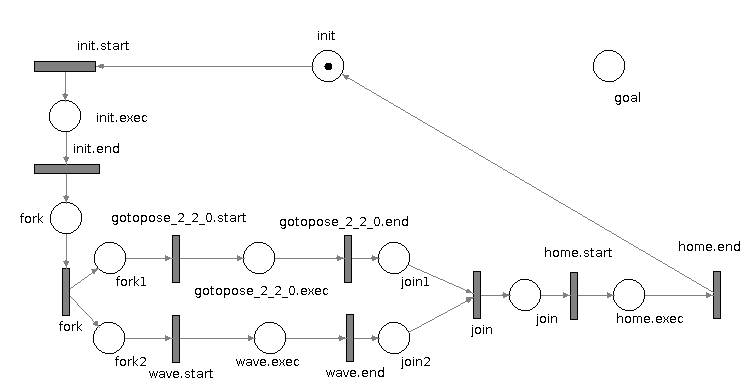 init
init.start
goal
init.exec
init.end
fork
gotopose_2_2_0.start
gotopose_2_2_0.end
home.start
home.end
fork1
gotopose_2_2_0.exec
join1
fork
join
join
home.exec
fork2
wave.start
wave.exec
wave.end
join2